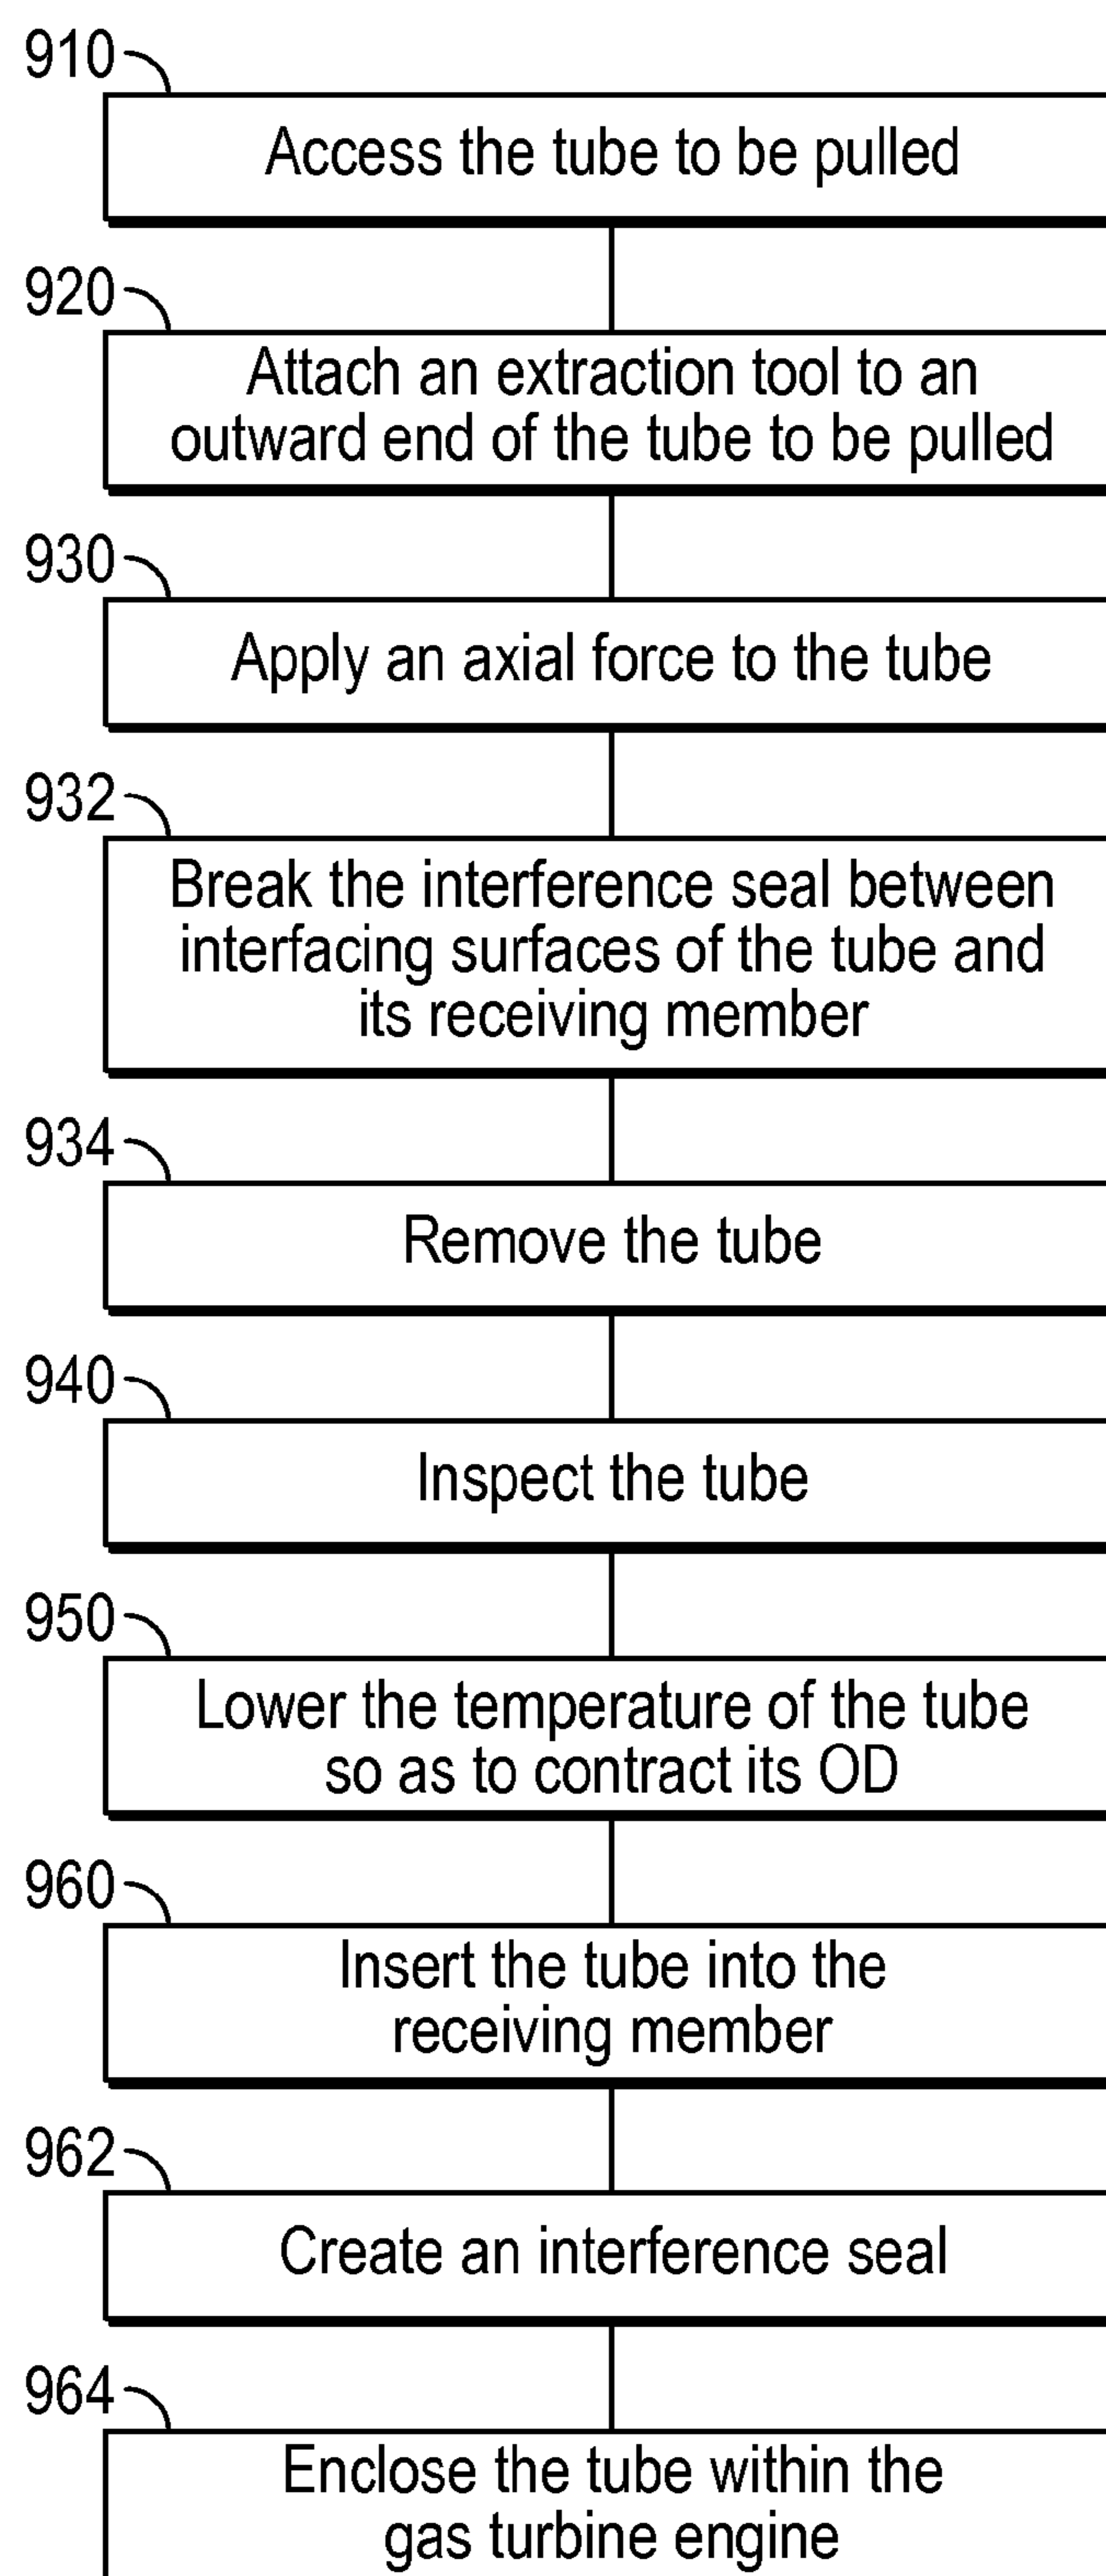 910
Access the tube to be pulled
920
Attach an extraction tool to an
outward end of the tube to be pulled
930
Apply an axial force to the tube
932
Break the interference seal between
interfacing surfaces of the tube and
its receiving member
934
Remove the tube
940
Inspect the tube
950
Lower the temperature of the tube
so as to contract its OD
960
Insert the tube into the
receiving member
962
Create an interference seal
964
Enclose the tube within the
gas turbine engine